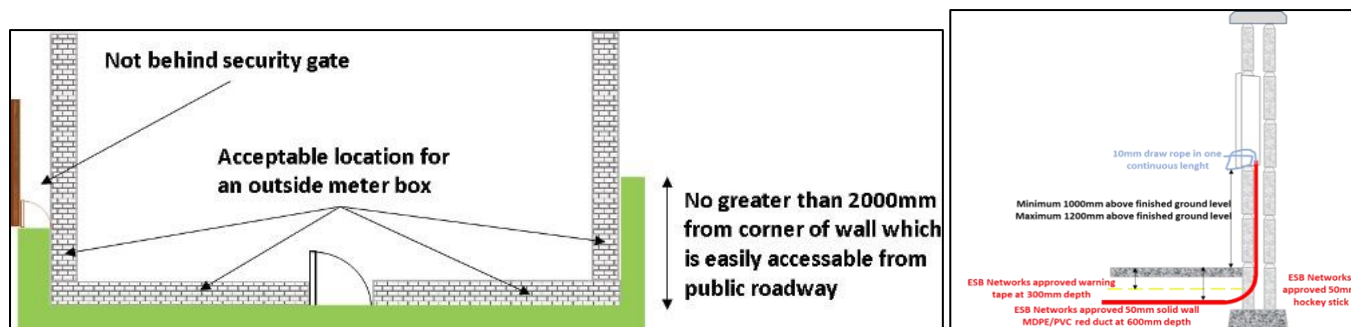 Not behind security gate
Acceptable location for
an outside meter box
No greater than 2000mm
from corner of wall which
is easily accessable from
public roadway
10mm draw rope in one
continuous lenght
Minimum 1000mm above finished ground level
Maximum 1200mm above finished ground level
ESB Networks approved warning
tape at 300mm depth
ESB Networks approved 50mm solid wall
MDPE/PVC red duct at 600mm depth
ESB Networks
approved 50mm
hockey stick